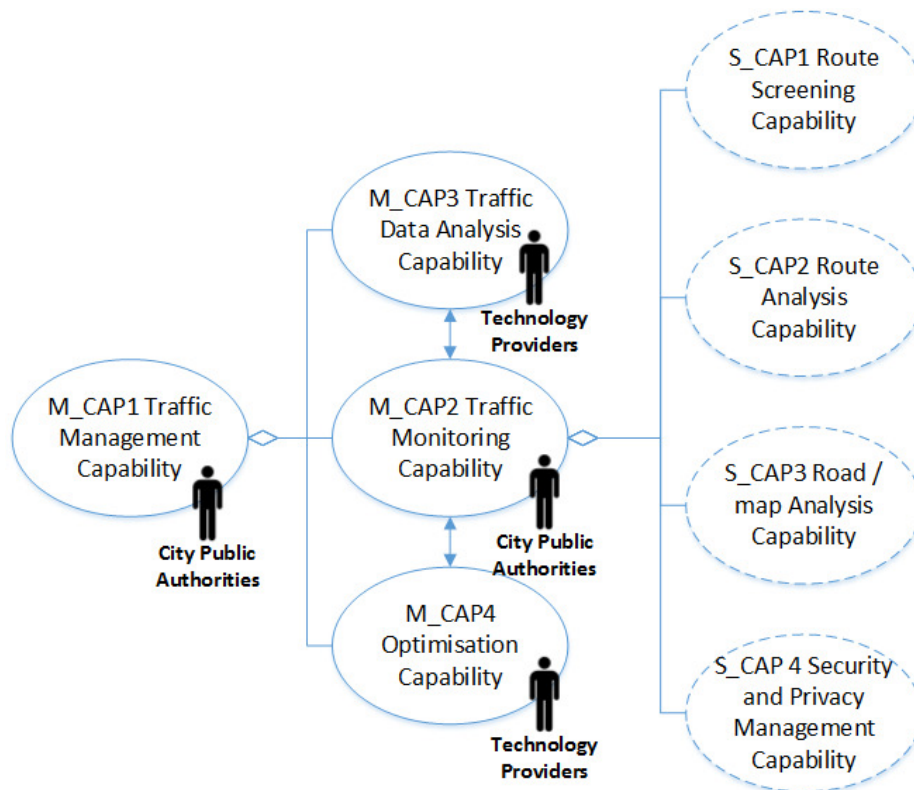 S_CAP1 Route
Screening
Capability
M_CAP3 Traffic
Data Analysis
Capability
Technology
Providers
S_CAP2 Route
Analysis
Capability
M_CAP1 Traffic
Management
Capability
City Public
Authorities
M_CAP2 Traffic
Monitoring
Capability
City Public
Authorities
S_CAP3 Road /
map Analysis
Capability
M_CAP4
Optimisation
Capability
Technology
Providers
S_CAP 4 Security
and Privacy
Management
Capability